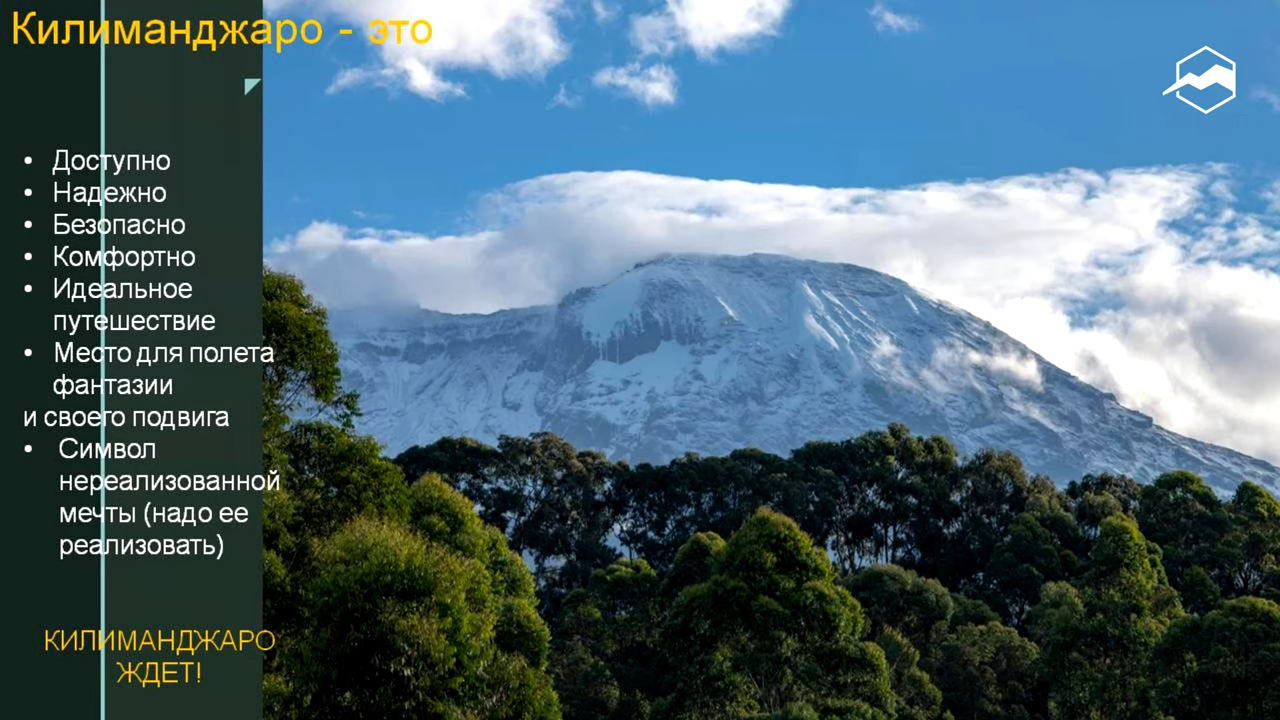 Килиманджаро - это
• Доступно
• Надежно
• Безопасно
• Комфортно
• Идеальное
путешествие
• Место для полета
фантазии
и своего подвига
• Символ
нереализованной
мечты (надо ее
реализовать)
КИЛИМАНДЖАРО
ЖДЕТ!